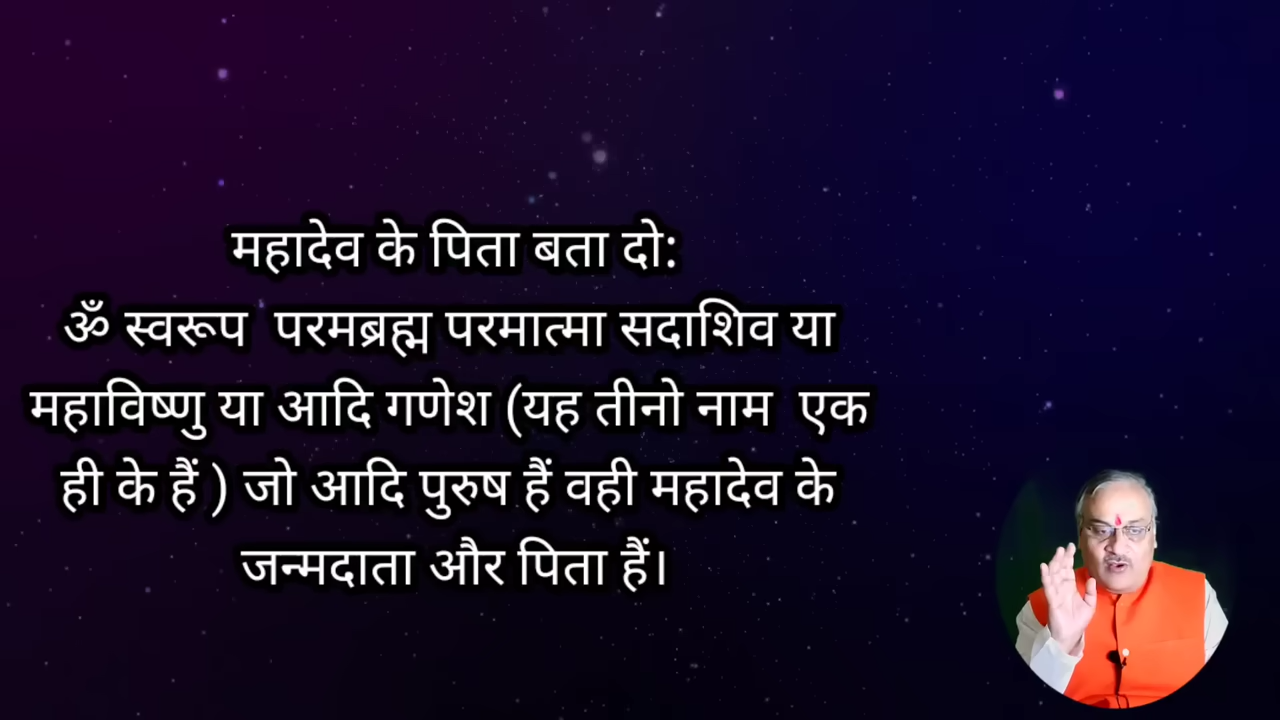 महादेव के पिता बता दो:
ॐ स्वरूप परमब्रह्म परमात्मा सदाशिव या
महाविष्णु या आदि गणेश (यह तीनो नाम एक
ही के हैं ) जो आदि पुरुष हैं वही महादेव के
जन्मदाता और पिता हैं।